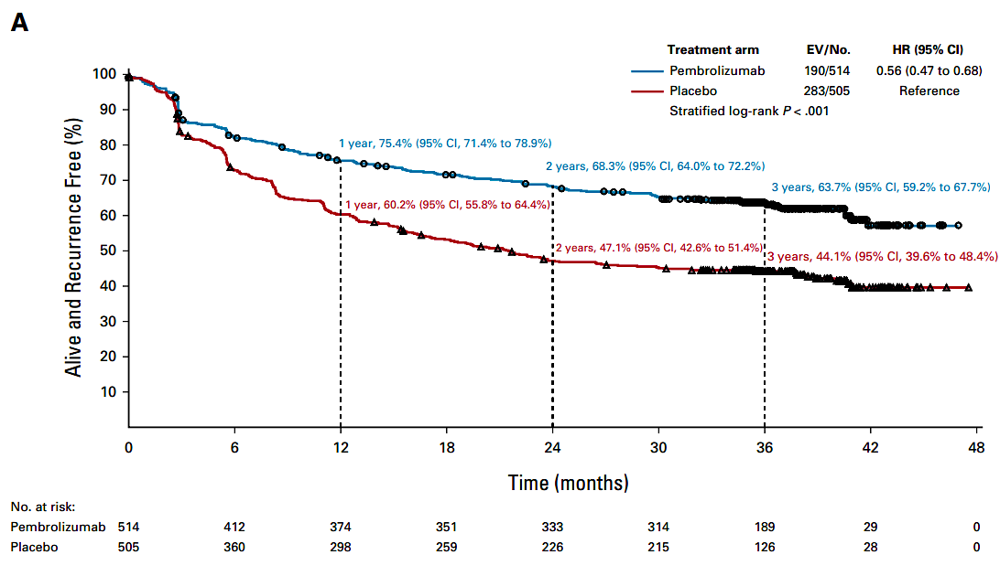 A
Treatment arm EV/No. HR (95% CI)
Pembrolizumab 190/514 0.56 (0.47 to 0.68)
Placebo 283/505 Reference
Stratified log-rank P < .001
Alive and Recurrence Free (%)
100
90
80
70
60
50
40
30
20
10
1 year, 75.4% (95% CI, 71.4% to 78.9%)
2 years, 68.3% (95% CI, 64.0% to 72.2%)
3 years, 63.7% (95% CI, 59.2% to 67.7%)
1 year, 60.2% (95% CI, 55.8% to 64.4%)
2 years, 47.1% (95% CI, 42.6% to 51.4%)
3 years, 44.1% (95% CI, 39.6% to 48.4%)
0 6 12 18 24 30 36 42 48
Time (months)
No. at risk:
Pembrolizumab 514 412 374 351 333 314 189 29 0
Placebo 505 360 298 259 226 215 126 28 0